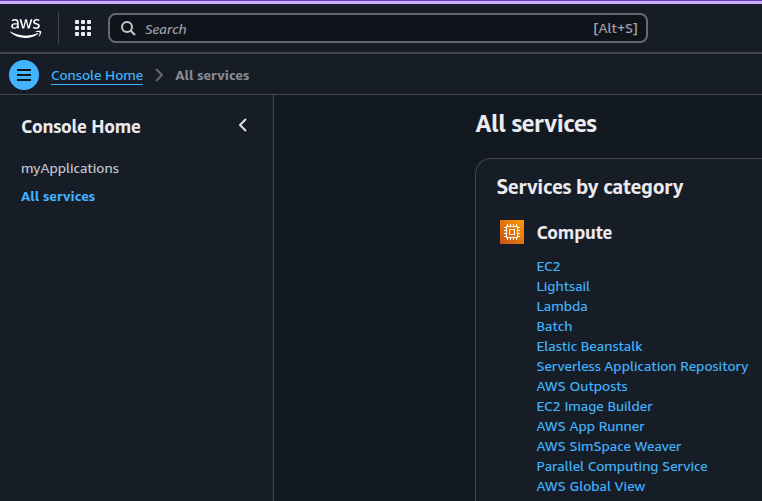 aws
Search [Alt+S]
Console Home > All services
Console Home
myApplications
All services
All services
Services by category
Compute
EC2
Lightsail
Lambda
Batch
Elastic Beanstalk
Serverless Application Repository
AWS Outposts
EC2 Image Builder
AWS App Runner
AWS SimSpace Weaver
Parallel Computing Service
AWS Global View